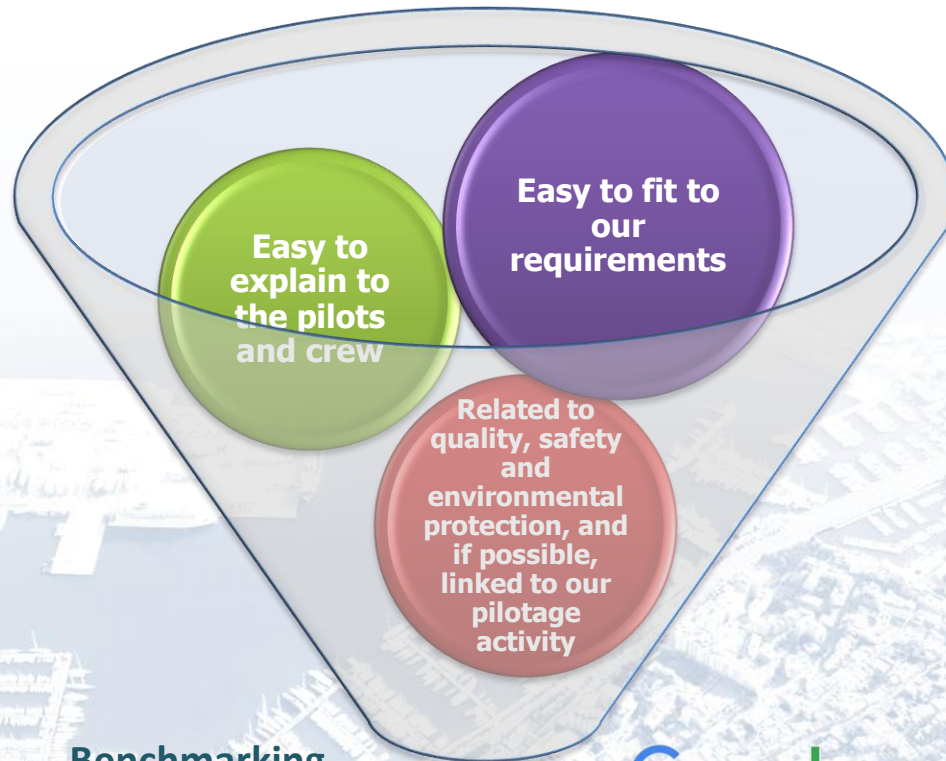 Easy to fit to
our
requirements
Easy to
explain to
the pilots
and crew
Related to
quality, safety
and
environmental
protection, and
if possible,
linked to our
pilotage
activity
Benchmarking